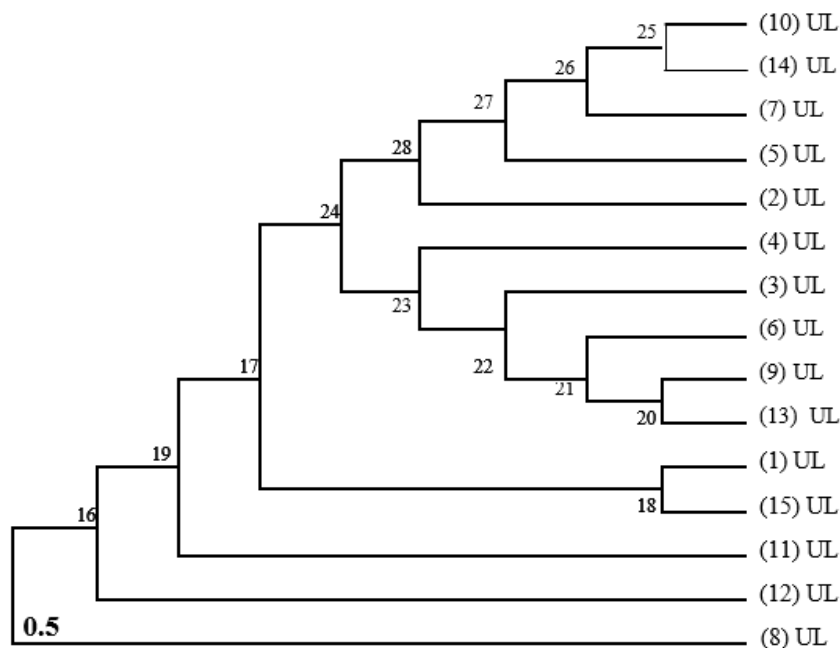 25 (10) UL
26 (14) UL
27 (7) UL
28 (5) UL
(2) UL
24 (4) UL
23 (3) UL
22 (6) UL
17 21 (9) UL
20 (13) UL
19 (1) UL
18 (15) UL
16 (11) UL
(12) UL
0.5 (8) UL